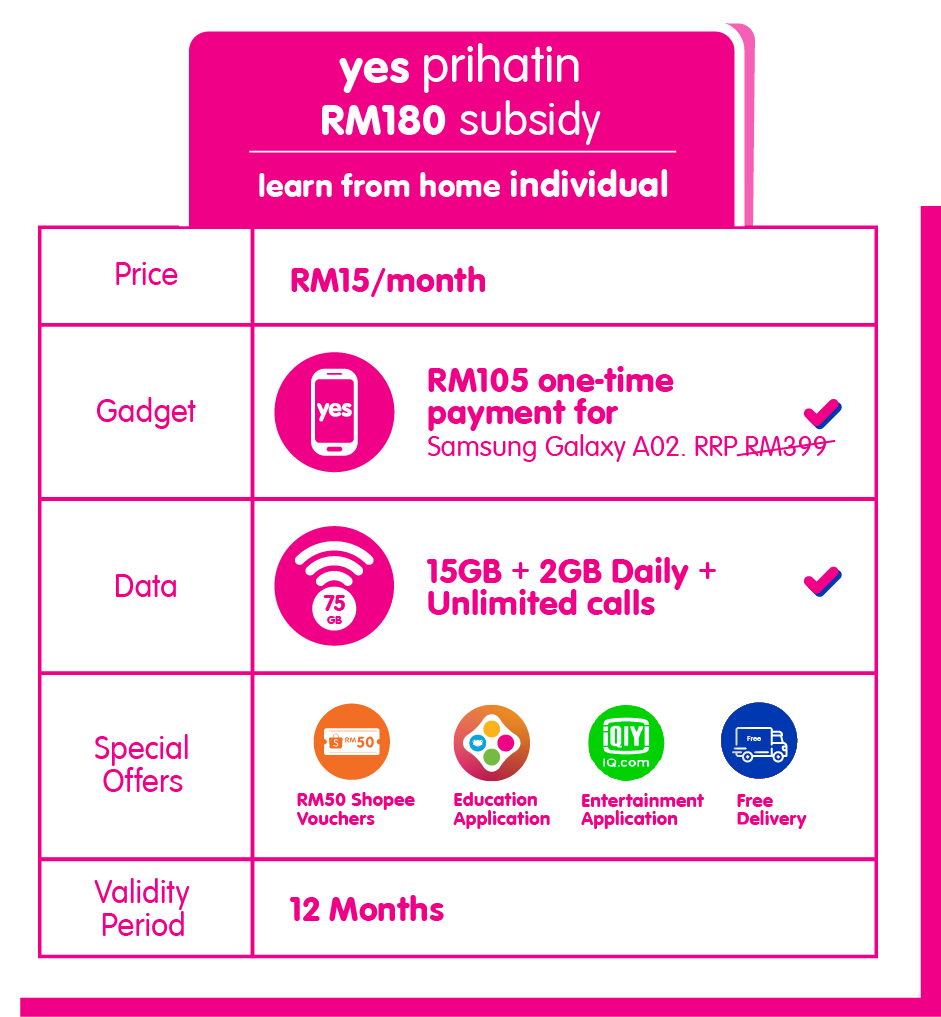 yes prihatin
RM180 subsidy
learn from home individual
Price
RM15/month
Gadget
yes
RM105 one-time
payment for
Samsung Galaxy A02. RRP RM399
Data
75
GB
15GB + 2GB Daily +
Unlimited calls
Special
Offers
S RM50
iQIYI
iQ.com
Free
RM50 Shopee
Vouchers
Education
Application
Entertainment
Application
Free
Delivery
Validity
Period
12 Months